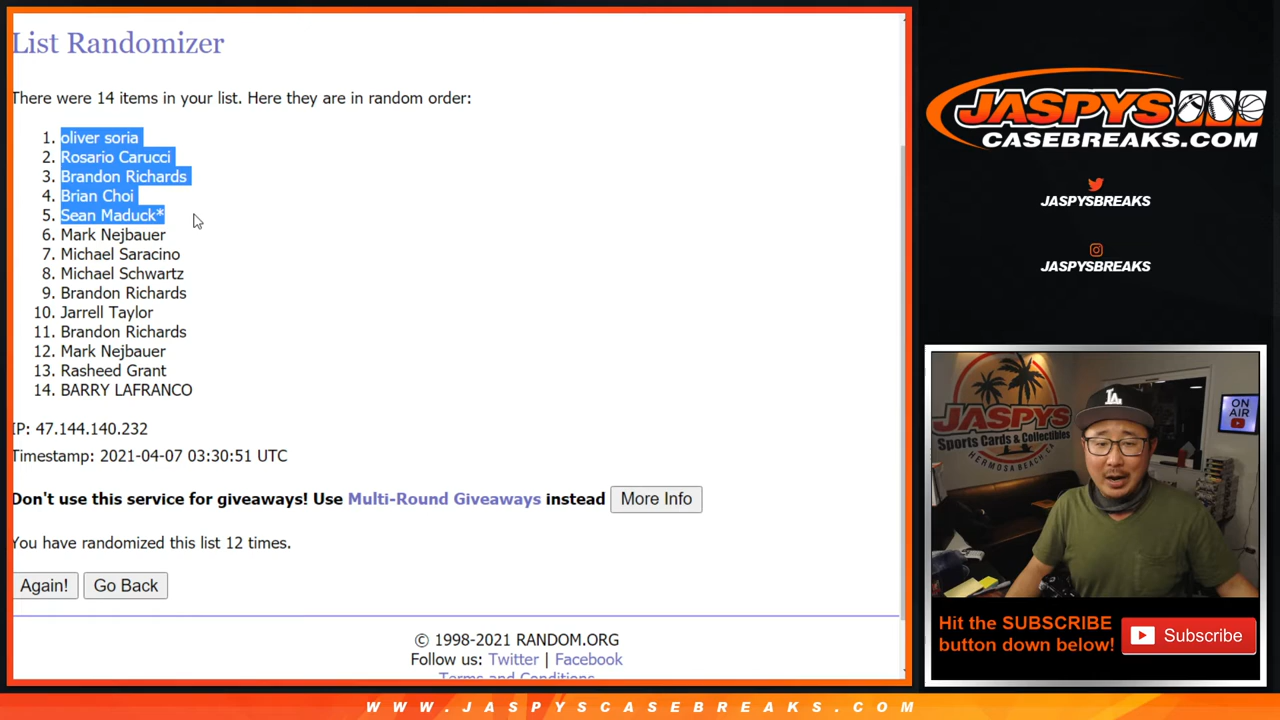 List Randomizer
There were 14 items in your list. Here they are in random order:
1. oliver soria
2. Rosario Carucci
3. Brandon Richards
4. Brian Choi
5. Sean Maduck*
6. Mark Nejbauer
7. Michael Saracino
8. Michael Schwartz
9. Brandon Richards
10. Jarrell Taylor
11. Brandon Richards
12. Mark Nejbauer
13. Rasheed Grant
14. BARRY LAFRANCO
IP: 47.144.140.232
Timestamp: 2021-04-07 03:30:51 UTC
Don't use this service for giveaways! Use Multi-Round Giveaways instead More Info
You have randomized this list 12 times.
Again! Go Back
© 1998-2021 RANDOM.ORG
Follow us: Twitter | Facebook
Terms and Conditions
JASPYS
CASEBREAKS.COM
JASPYSBREAKS
JASPYSBREAKS
JASPYS
Sports Cards & Collectibles
HERMOSA BEACH, CA
ON
AIR
LA
Hit the SUBSCRIBE
button down below!
Subscribe
WWW.JASPYSCASEBREAKS.COM